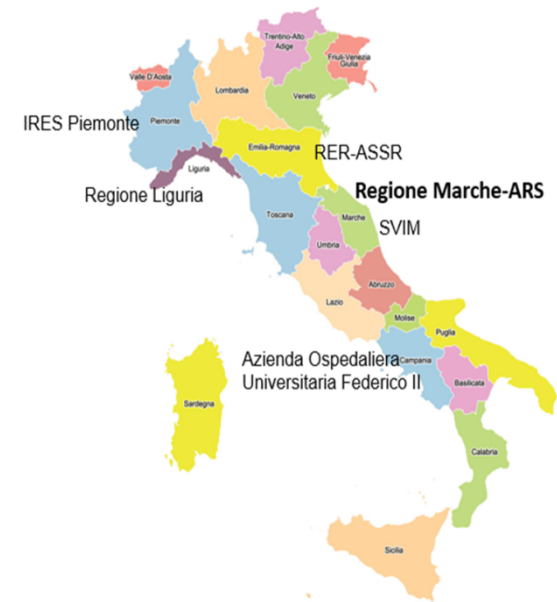 Trentino-Alto
Adige
Friuli-Venezia
Giulia
Valle D'Aosta
Lombardia
Veneto
IRES Piemonte
Piemonte
Emilia-Romagna
RER-ASSR
Liguria
Regione Liguria
Regione Marche-ARS
Toscana
Marche
SVIM
Umbria
Abruzzo
Lazio
Molise
Puglia
Azienda Ospedaliera
Universitaria Federico II
Campania
Basilicata
Sardegna
Calabria
Sicilia